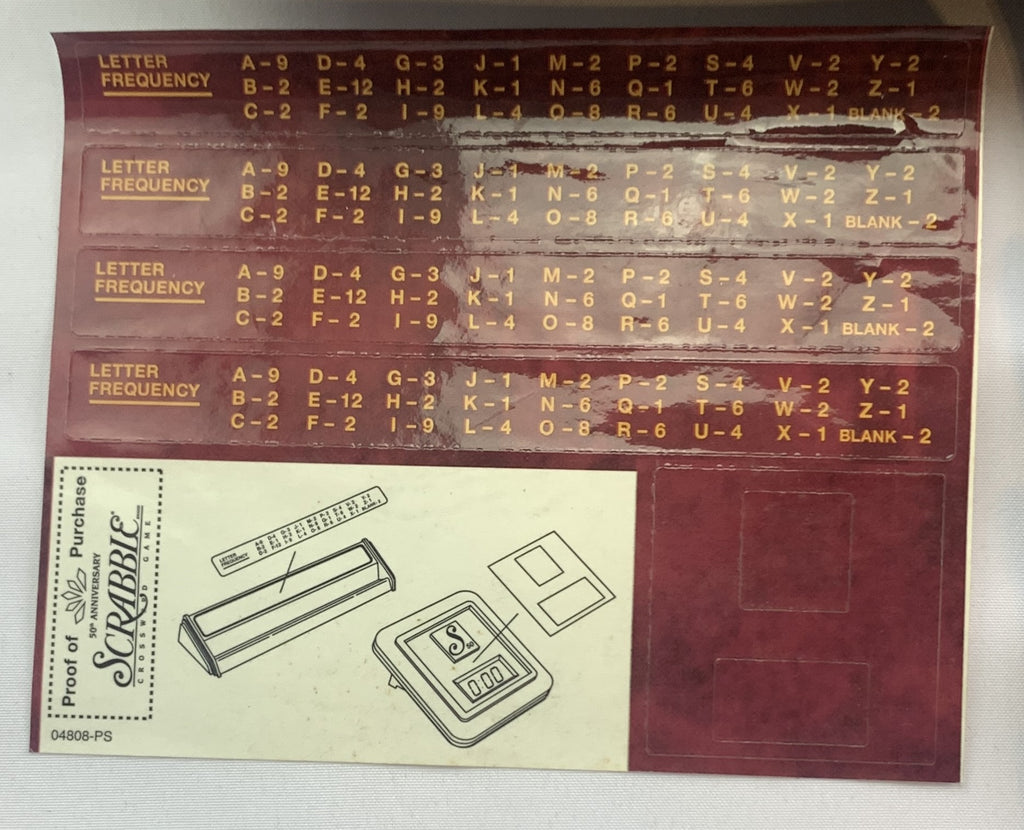 LETTER FREQUENCY A-9 D-4 G-3 J-1 M-2 P-2 S-4 V-2 Y-2
B-2 E-12 H-2 K-1 N-6 Q-1 T-6 W-2 Z-1
C-2 F-2 I-9 L-4 O-8 R-6 U-4 X-1 BLANK-2
LETTER FREQUENCY A-9 D-4 G-3 J-1 M-2 P-2 S-4 V-2 Y-2
B-2 E-12 H-2 K-1 N-6 Q-1 T-6 W-2 Z-1
C-2 F-2 I-9 L-4 O-8 R-6 U-4 X-1 BLANK-2
LETTER FREQUENCY A-9 D-4 G-3 J-1 M-2 P-2 S-4 V-2 Y-2
B-2 E-12 H-2 K-1 N-6 Q-1 T-6 W-2 Z-1
C-2 F-2 I-9 L-4 O-8 R-6 U-4 X-1 BLANK-2
LETTER FREQUENCY A-9 D-4 G-3 J-1 M-2 P-2 S-4 V-2 Y-2
B-2 E-12 H-2 K-1 N-6 Q-1 T-6 W-2 Z-1
C-2 F-2 I-9 L-4 O-8 R-6 U-4 X-1 BLANK-2
Proof of Purchase
50th ANNIVERSARY
SCRABBLE®
CROSSWORD GAME
04808-PS
LETTER
FREQUENCY
S 50
0:00